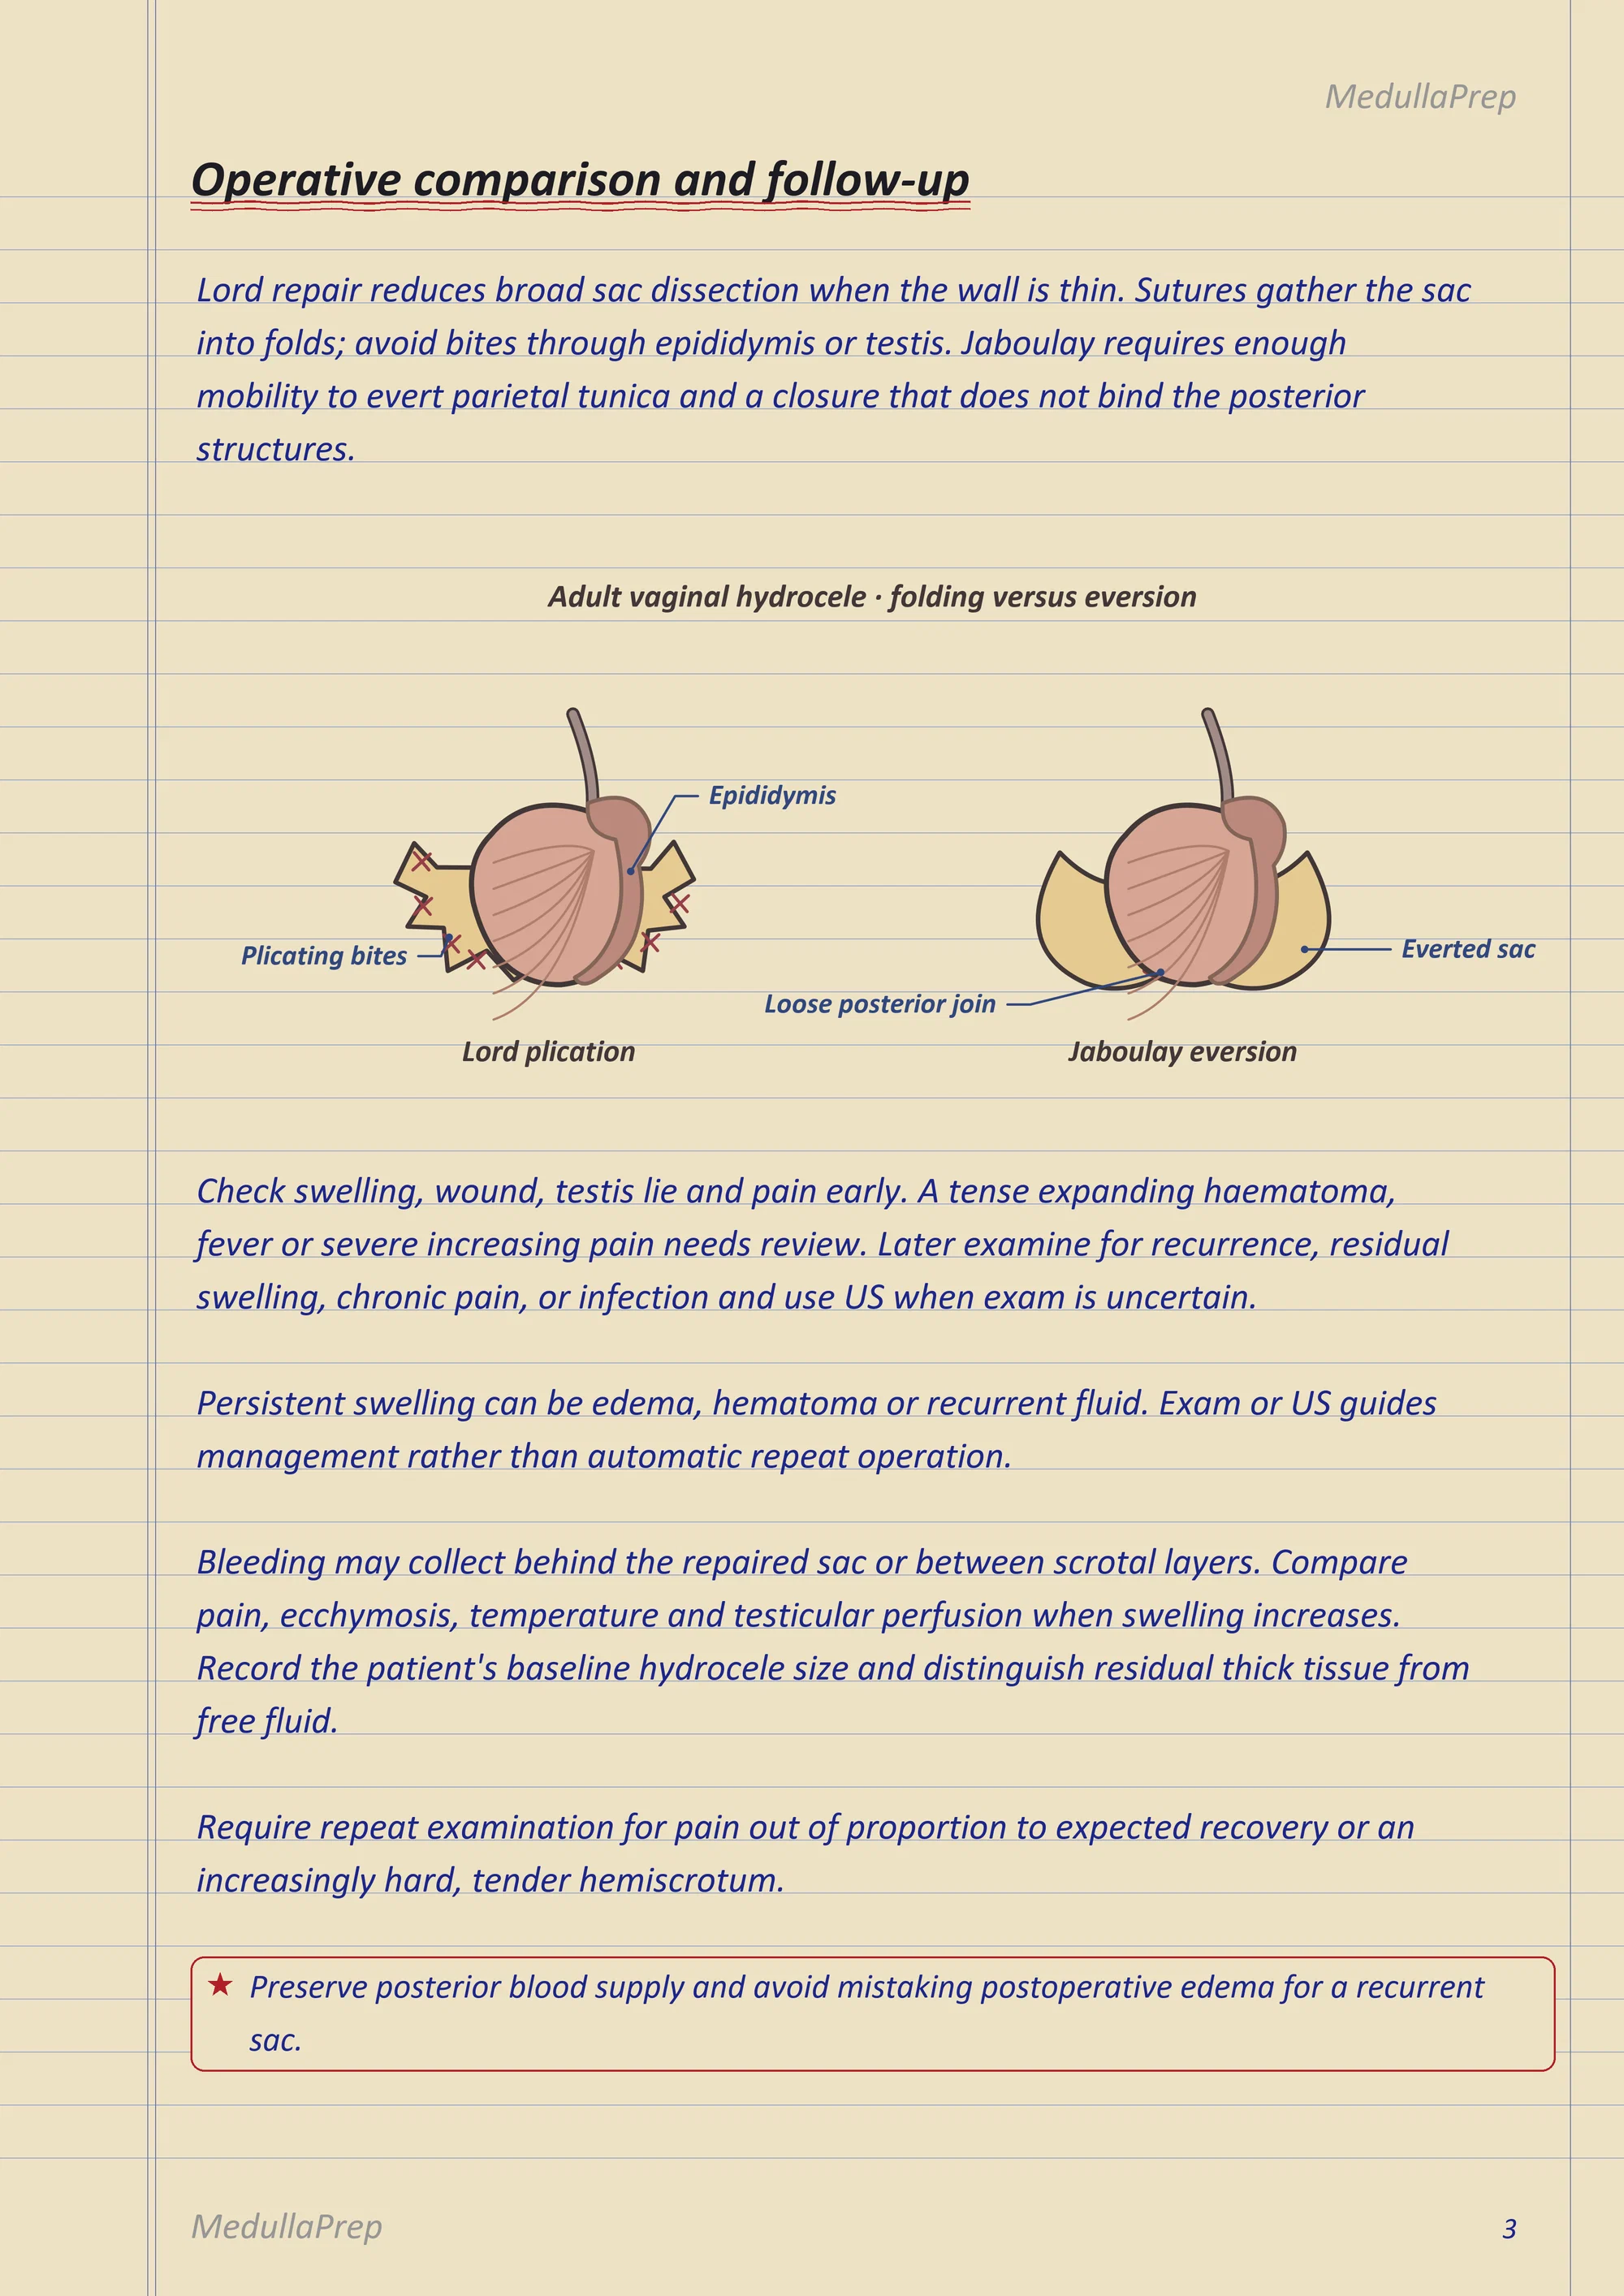 MedullaPrep
Operative comparison and follow-up
Lord repair reduces broad sac dissection when the wall is thin. Sutures gather the sac
into folds; avoid bites through epididymis or testis. Jaboulay requires enough
mobility to evert parietal tunica and a closure that does not bind the posterior
structures.
Adult vaginal hydrocele · folding versus eversion
Epididymis
Plicating bites
Everted sac
Loose posterior join
Lord plication
Jaboulay eversion
Check swelling, wound, testis lie and pain early. A tense expanding haematoma,
fever or severe increasing pain needs review. Later examine for recurrence, residual
swelling, chronic pain, or infection and use US when exam is uncertain.
Persistent swelling can be edema, hematoma or recurrent fluid. Exam or US guides
management rather than automatic repeat operation.
Bleeding may collect behind the repaired sac or between scrotal layers. Compare
pain, ecchymosis, temperature and testicular perfusion when swelling increases.
Record the patient's baseline hydrocele size and distinguish residual thick tissue from
free fluid.
Require repeat examination for pain out of proportion to expected recovery or an
increasingly hard, tender hemiscrotum.
★ Preserve posterior blood supply and avoid mistaking postoperative edema for a recurrent
sac.
MedullaPrep
3